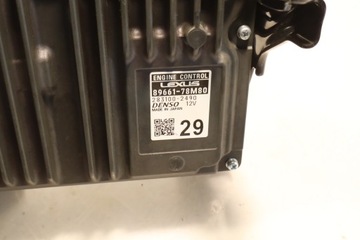 ENGINE CONTROL
LEXUS
89661-78M80
283100-2490
DENSO 12V
MADE IN JAPAN
29